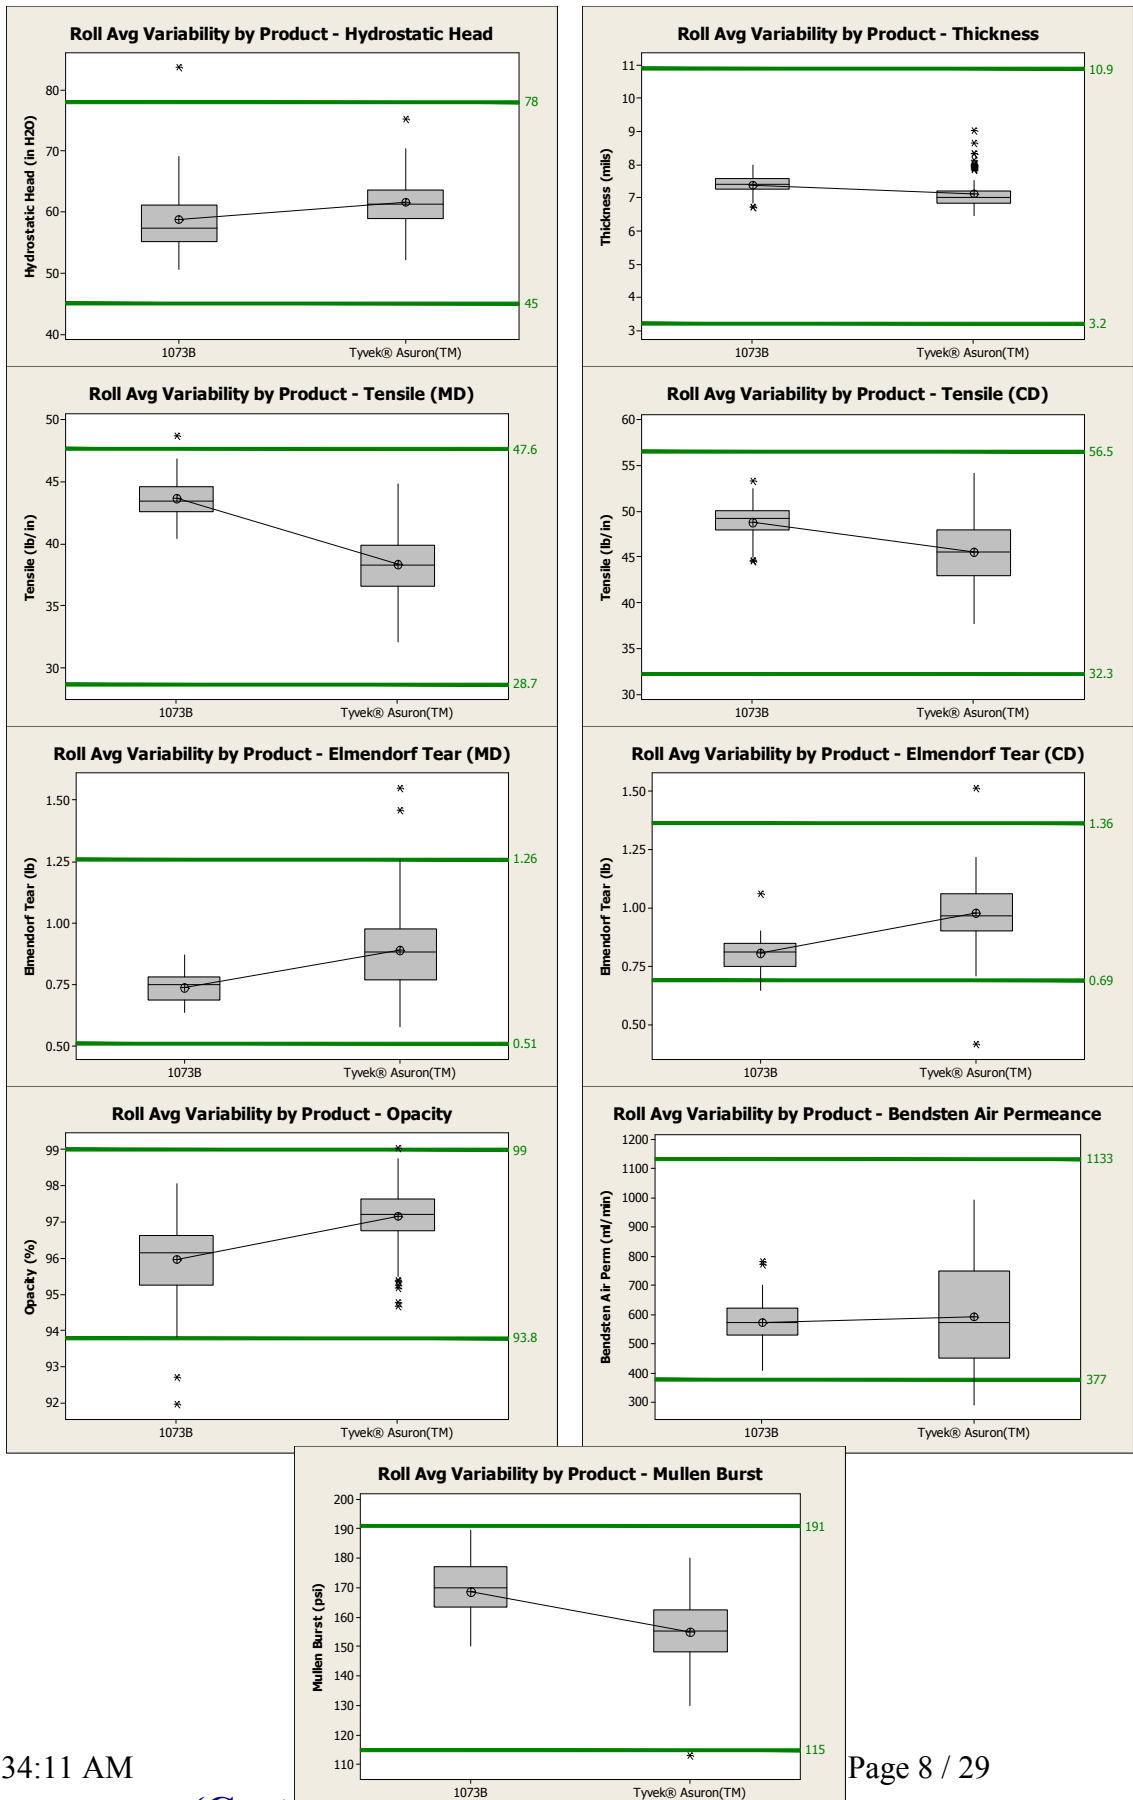 Roll Avg Variability by Product - Hydrostatic Head
Hydrostatic Head (in H2O)
80
70
60
50
40
78
45
1073B
Tyvek® Asuron(TM)
Roll Avg Variability by Product - Thickness
Thickness (mils)
11
10
9
8
7
6
5
4
3
10.9
3.2
1073B
Tyvek® Asuron(TM)
Roll Avg Variability by Product - Tensile (MD)
Tensile (lb/in)
50
45
40
35
30
47.6
28.7
1073B
Tyvek® Asuron(TM)
Roll Avg Variability by Product - Tensile (CD)
Tensile (lb/in)
60
55
50
45
40
35
30
56.5
32.3
1073B
Tyvek® Asuron(TM)
Roll Avg Variability by Product - Elmendorf Tear (MD)
Elmendorf Tear (lb)
1.50
1.25
1.00
0.75
0.50
1.26
0.51
1073B
Tyvek® Asuron(TM)
Roll Avg Variability by Product - Elmendorf Tear (CD)
Elmendorf Tear (lb)
1.50
1.25
1.00
0.75
0.50
1.36
0.69
1073B
Tyvek® Asuron(TM)
Roll Avg Variability by Product - Opacity
Opacity (%)
99
98
97
96
95
94
93
92
99
93.8
1073B
Tyvek® Asuron(TM)
Roll Avg Variability by Product - Bendsten Air Permeance
Bendsten Air Perm (ml/min)
1200
1100
1000
900
800
700
600
500
400
300
1133
377
1073B
Tyvek® Asuron(TM)
Roll Avg Variability by Product - Mullen Burst
Mullen Burst (psi)
200
190
180
170
160
150
140
130
120
110
191
115
1073B
Tyvek® Asuron(TM)
34:11 AM
Page 8 / 29